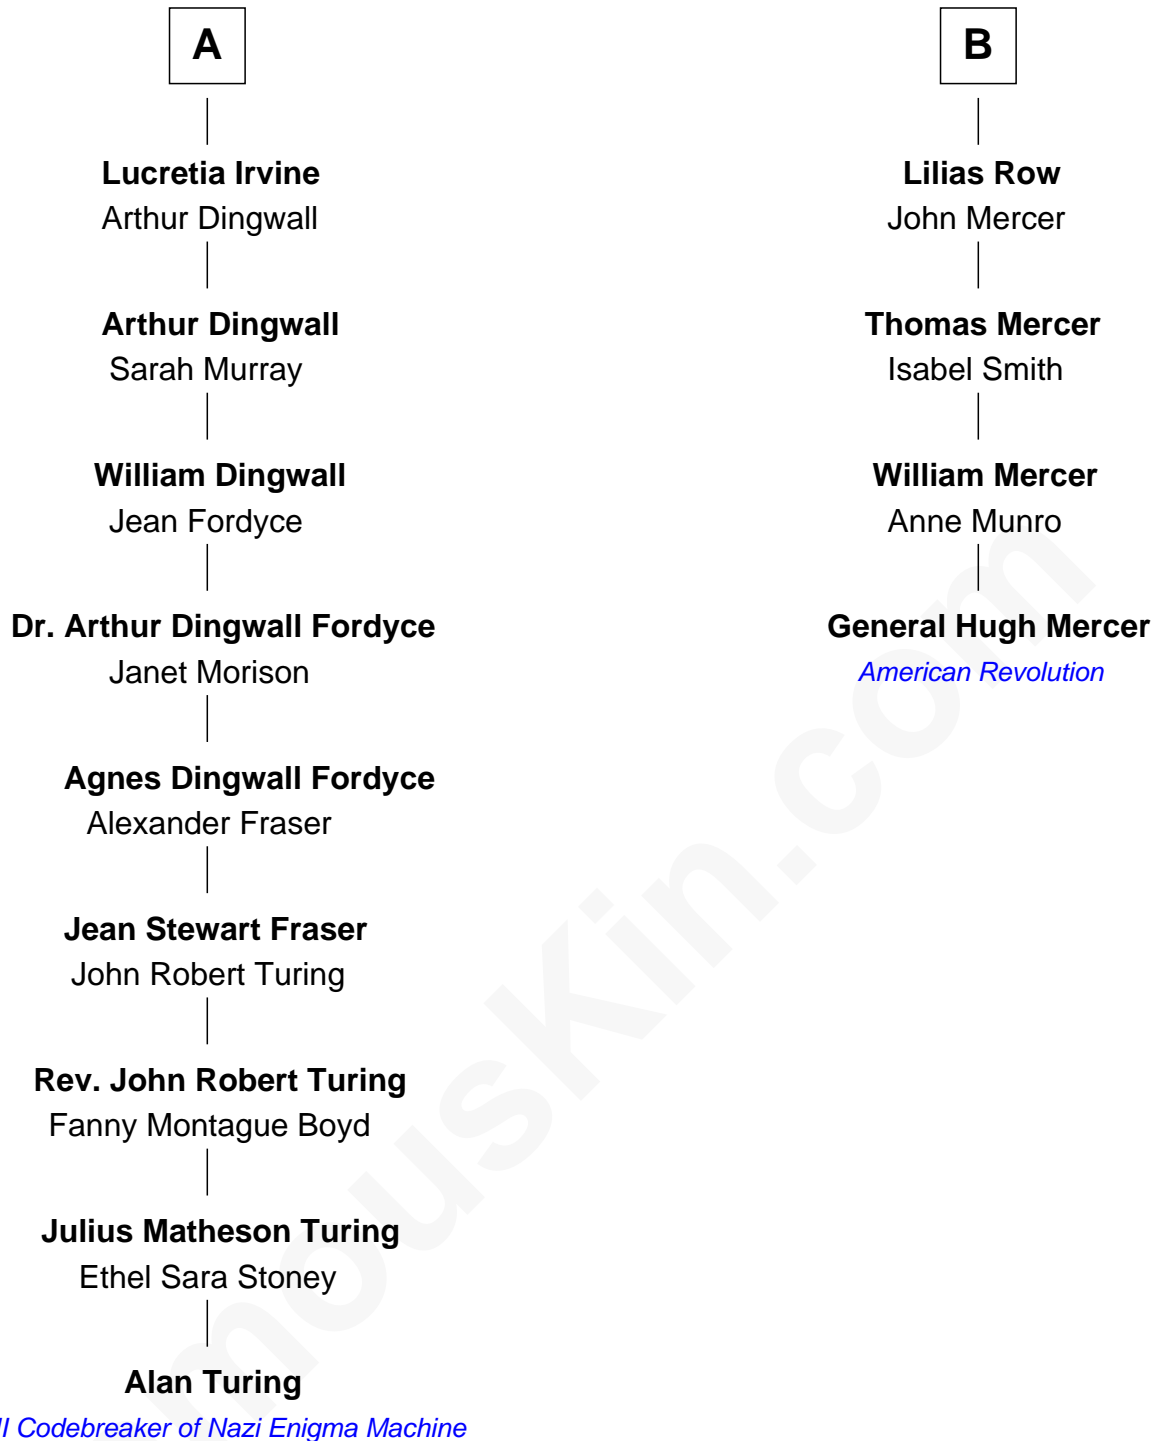 A
Lucretia Irvine
Arthur Dingwall
Arthur Dingwall
Sarah Murray
William Dingwall
Jean Fordyce
Dr. Arthur Dingwall Fordyce
Janet Morison
Agnes Dingwall Fordyce
Alexander Fraser
Jean Stewart Fraser
John Robert Turing
Rev. John Robert Turing
Fanny Montague Boyd
Julius Matheson Turing
Ethel Sara Stoney
Alan Turing
II Codebreaker of Nazi Enigma Machine
B
Lilias Row
John Mercer
Thomas Mercer
Isabel Smith
William Mercer
Anne Munro
General Hugh Mercer
American Revolution
mousKin.com